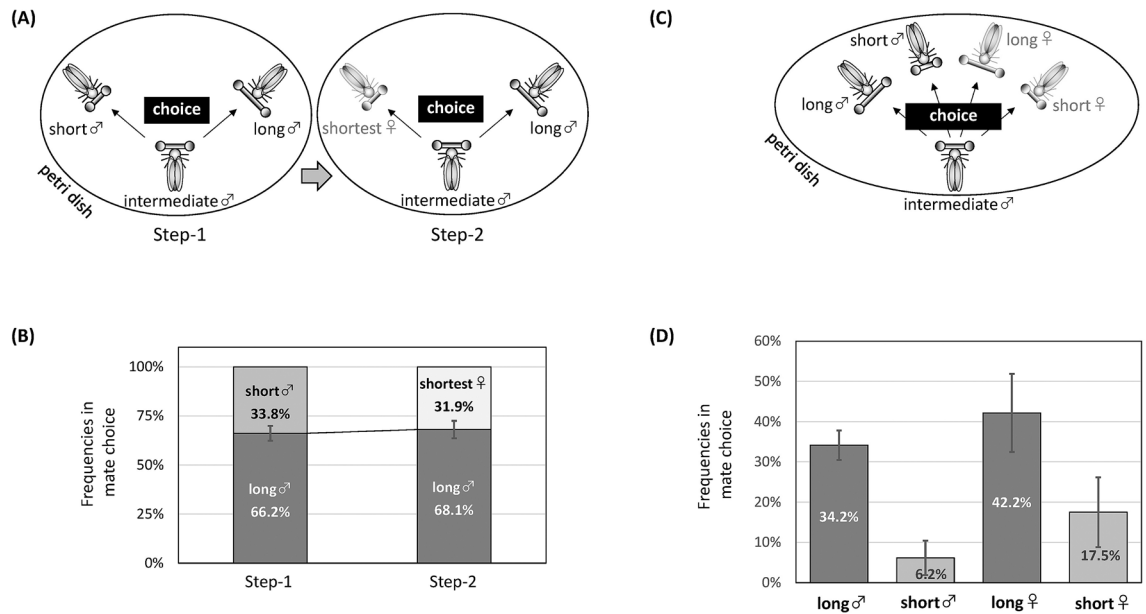 (A)
choice
short♂
long♂
intermediate♂
petri dish
Step-1
choice
shortest♀
long♂
intermediate♂
Step-2
(C)
short♂
long♀
long♂
choice
short♀
petri dish
intermediate♂
(B)
Frequencies in
mate choice
100%
75%
50%
25%
0%
short♂
33.8%
long♂
66.2%
shortest♀
31.9%
long♂
68.1%
Step-1
Step-2
(D)
Frequencies in
mate choice
60%
50%
40%
30%
20%
10%
0%
34.2%
6.2%
42.2%
17.5%
long♂
short♂
long♀
short♀